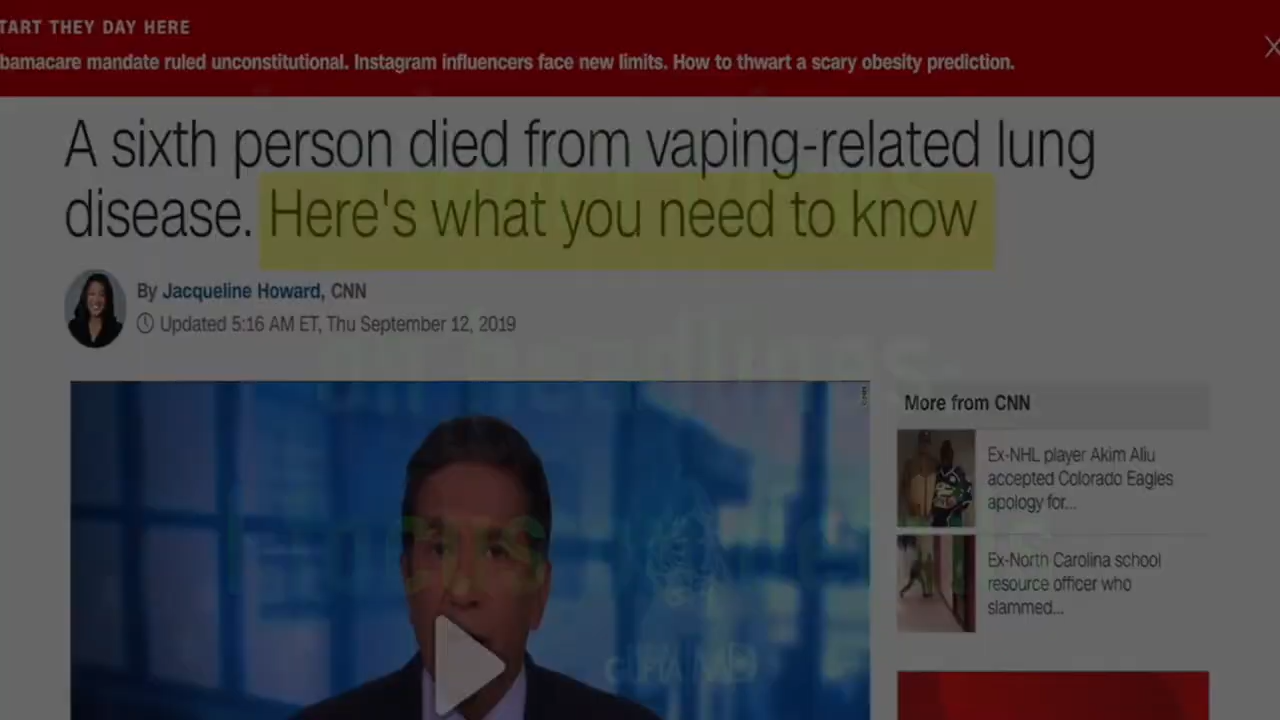 TART THEY DAY HERE
bamacare mandate ruled unconstitutional. Instagram influencers face new limits. How to thwart a scary obesity prediction.
A sixth person died from vaping-related lung
disease. Here's what you need to know
By Jacqueline Howard, CNN
Updated 5:16 AM ET, Thu September 12, 2019
More from CNN
Ex-NHL player Akim Aliu
accepted Colorado Eagles
apology for...
Ex-North Carolina school
resource officer who
slammed...